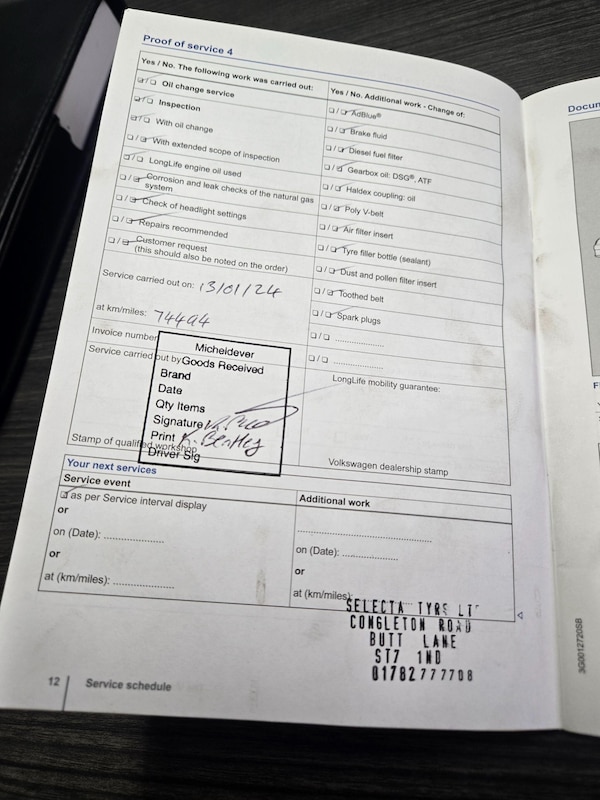 Proof of service 4
Yes / No. The following work was carried out:
Oil change service
Inspection
With oil change
With extended scope of inspection
LongLife engine oil used
Corrosion and leak checks of the natural gas
system
Check of headlight settings
Repairs recommended
Customer request
(this should also be noted on the order)
Service carried out on: 13/01/24
at km/miles: 74494
Invoice number
Service carried out by
Stamp of qualified workshop
Micheldever
Goods Received
Brand
Date
Qty Items
Signature
Print
Driver Sig
Yes / No. Additional work - Change of:
AdBlue®
Brake fluid
Diesel fuel filter
Gearbox oil: DSG®, ATF
Haldex coupling: oil
Poly V-belt
Air filter insert
Tyre filler bottle (sealant)
Dust and pollen filter insert
Toothed belt
Spark plugs
....................
....................
LongLife mobility guarantee:
Volkswagen dealership stamp
Your next services
Service event
as per Service interval display
or
on (Date): ....................
or
at (km/miles): ....................
Additional work
........................................
on (Date): ....................
or
at (km/miles):
SELECTA TYRE LT
CONGLETON ROAD
BUTT LANE
ST7 1ND
01782777708
12 Service schedule
Docum
3G0012720SB